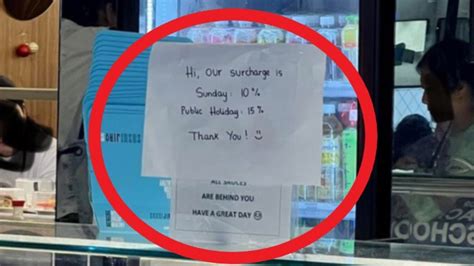 Hi, Our surcharge is
Sunday: 10%
Public Holiday: 15%
Thank You! ☺
ALL SAUCES
ARE BEHIND YOU
HAVE A GREAT DAY ☺
SCHOO